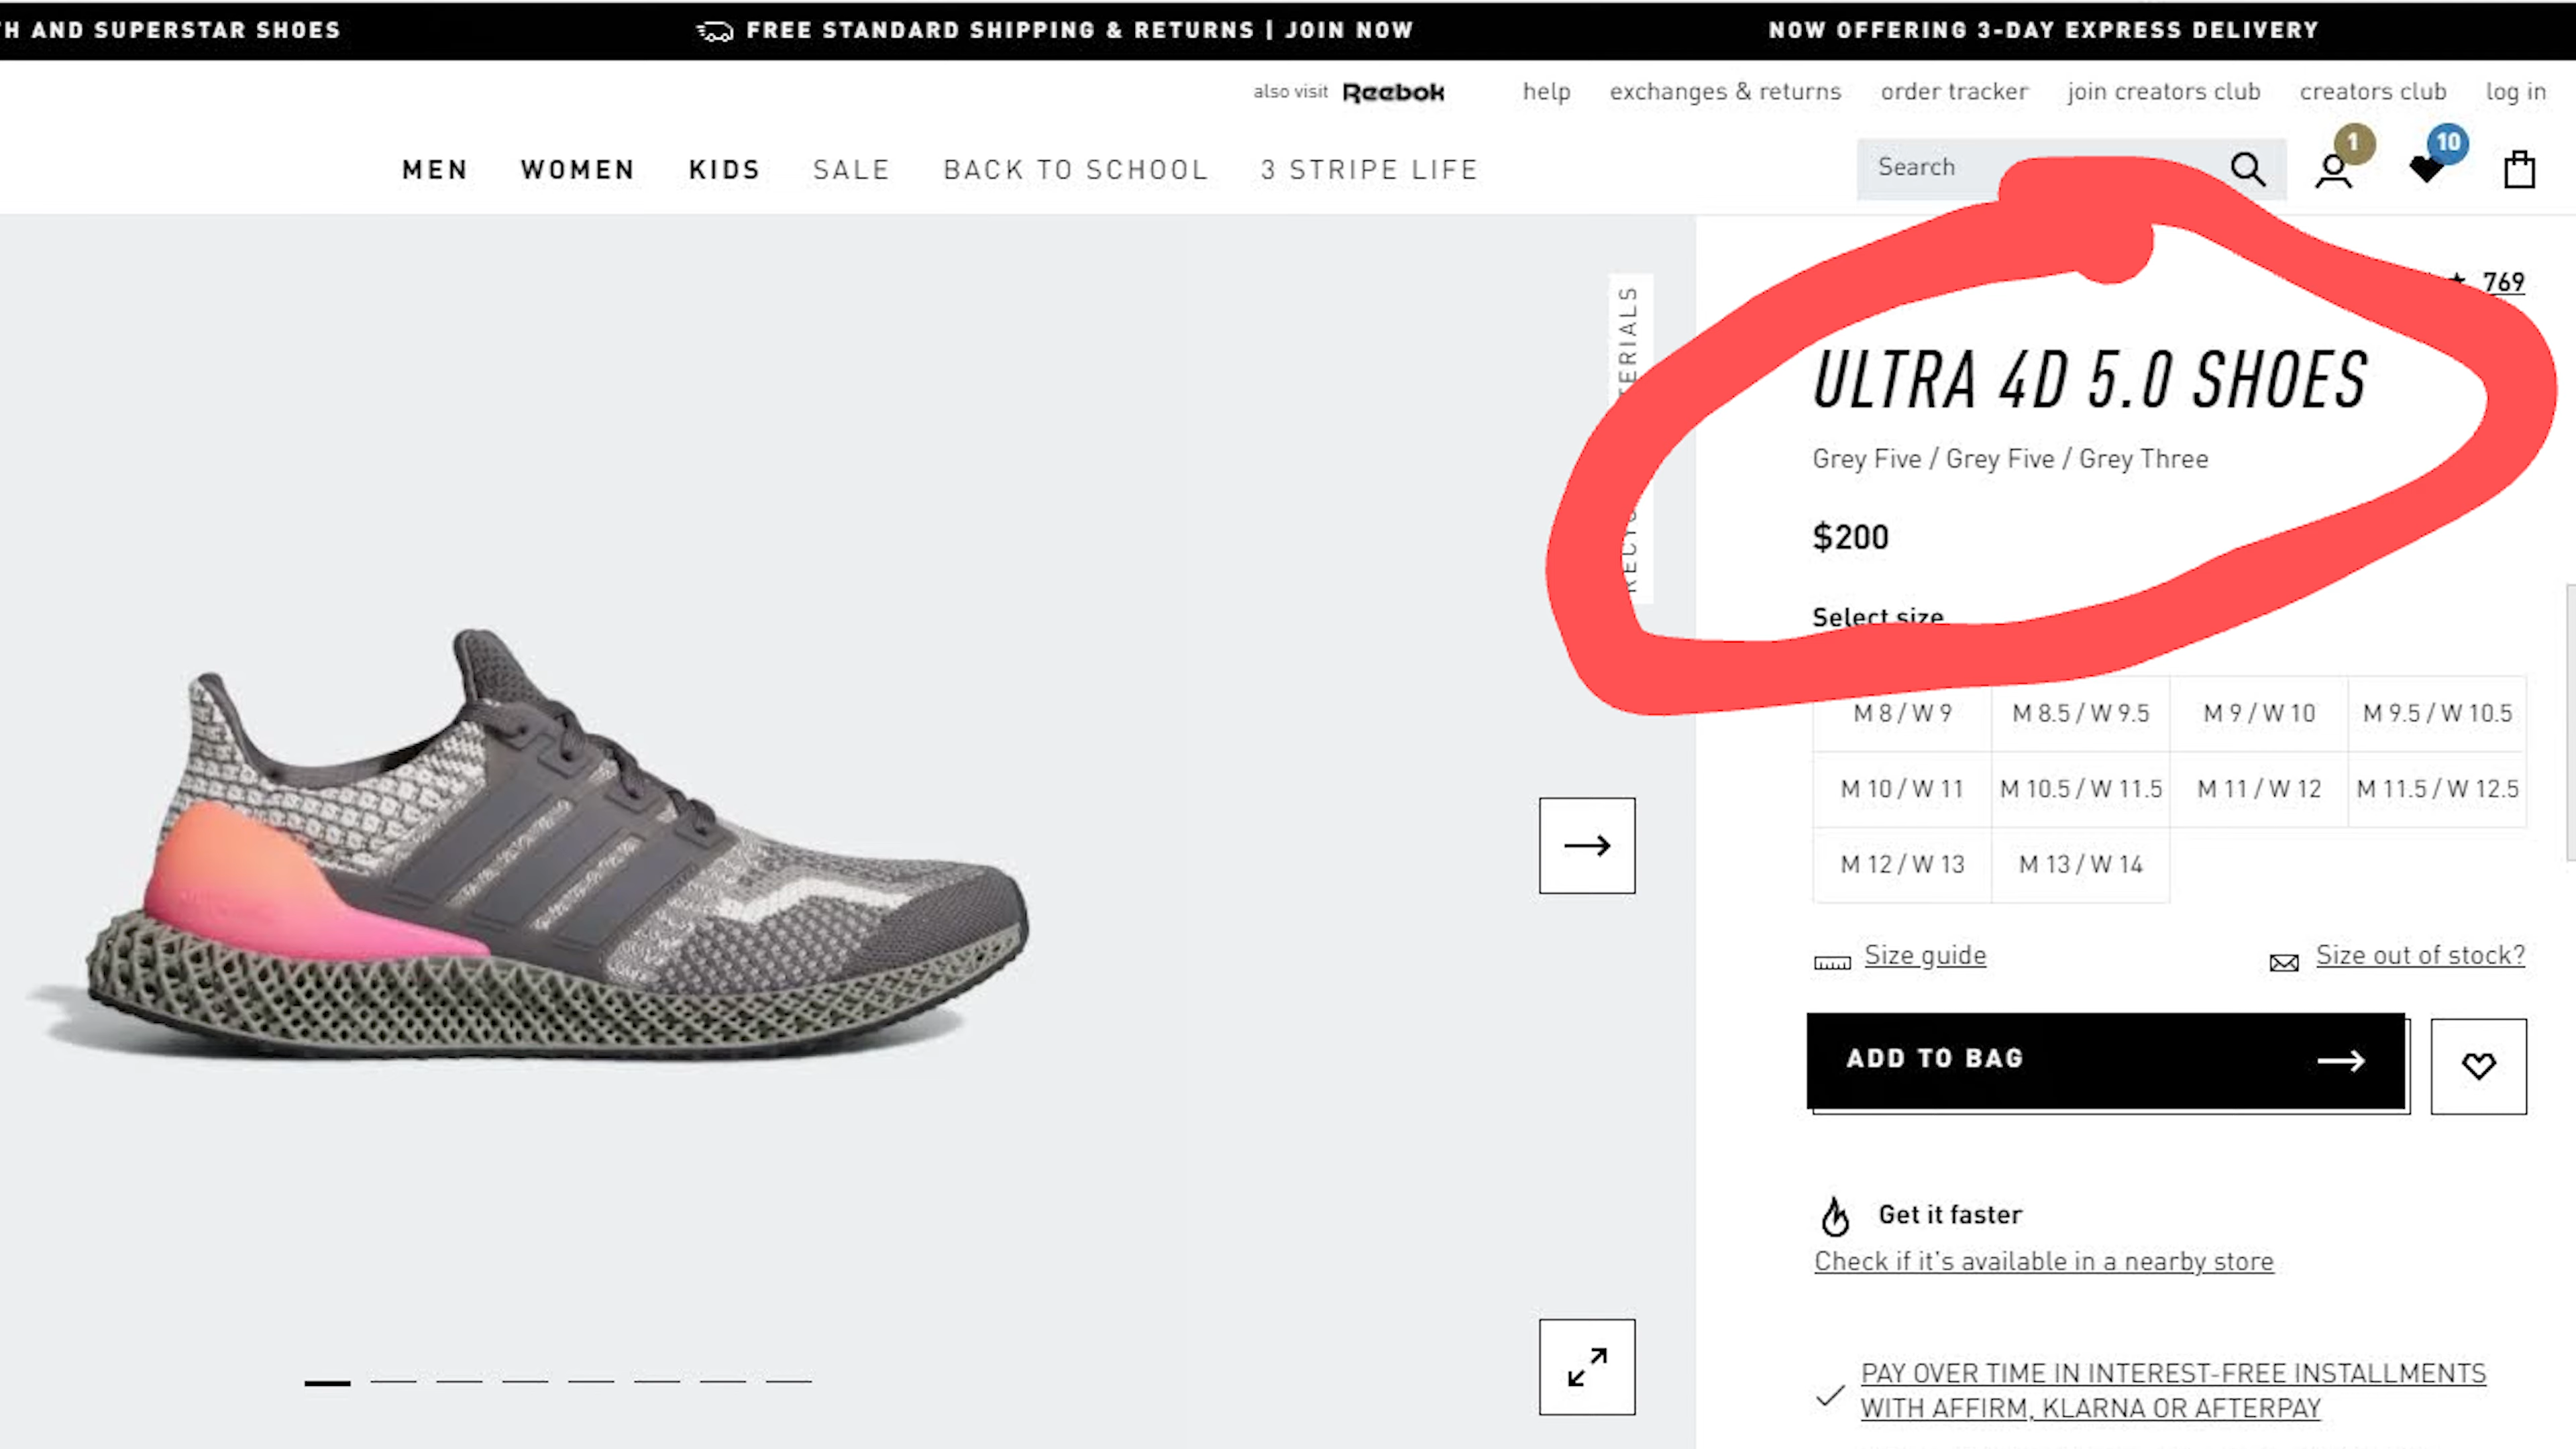 TH AND SUPERSTAR SHOES
FREE STANDARD SHIPPING & RETURNS | JOIN NOW
NOW OFFERING 3-DAY EXPRESS DELIVERY
also visit Reebok
help
exchanges & returns
order tracker
join creators club
creators club
log in
MEN
WOMEN
KIDS
SALE
BACK TO SCHOOL
3 STRIPE LIFE
Search
1
10
769
ULTRA 4D 5.0 SHOES
Grey Five / Grey Five / Grey Three
$200
Select size
M 8 / W 9
M 8.5 / W 9.5
M 9 / W 10
M 9.5 / W 10.5
M 10 / W 11
M 10.5 / W 11.5
M 11 / W 12
M 11.5 / W 12.5
M 12 / W 13
M 13 / W 14
Size guide
Size out of stock?
ADD TO BAG
Get it faster
Check if it's available in a nearby store
PAY OVER TIME IN INTEREST-FREE INSTALLMENTS
WITH AFFIRM, KLARNA OR AFTERPAY